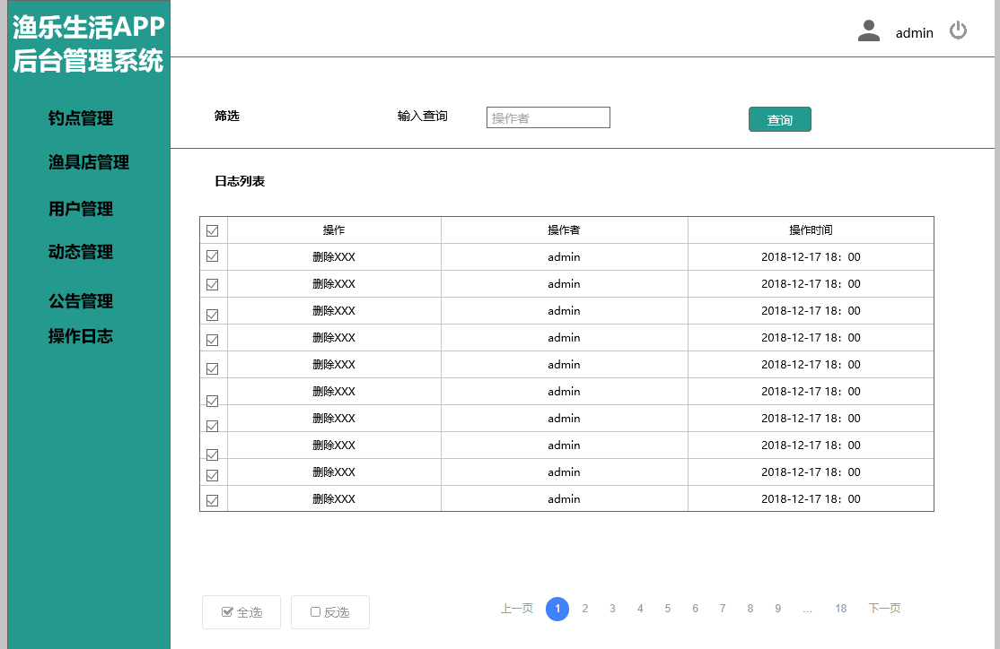 渔乐生活APP
后台管理系统
admin
钓点管理
渔具店管理
用户管理
动态管理
公告管理
操作日志
筛选 输入查询 操作者 查询
日志列表
操作 操作者 操作时间
删除XXX admin 2018-12-17 18：00
删除XXX admin 2018-12-17 18：00
删除XXX admin 2018-12-17 18：00
删除XXX admin 2018-12-17 18：00
删除XXX admin 2018-12-17 18：00
删除XXX admin 2018-12-17 18：00
删除XXX admin 2018-12-17 18：00
删除XXX admin 2018-12-17 18：00
删除XXX admin 2018-12-17 18：00
删除XXX admin 2018-12-17 18：00
全选 反选 上一页 1 2 3 4 5 6 7 8 9 ... 18 下一页